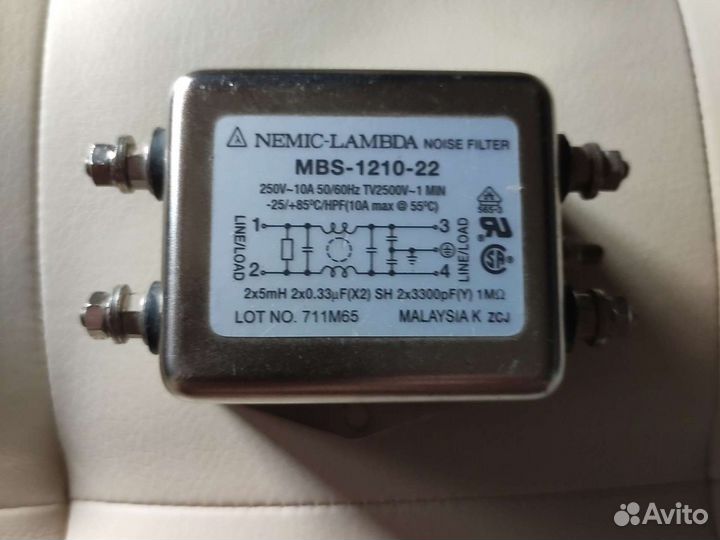 NEMIC-LAMBDA NOISE FILTER
MBS-1210-22
250V~10A 50/60Hz TV2500V~1 MIN
-25/+85°C/HPF(10A max @ 55°C)
565-3
1 3
LINE/LOAD LINE/LOAD
2 4
2x5mH 2x0.33µF(X2) SH 2x3300pF(Y) 1MΩ
LOT NO. 711M65 MALAYSIA K ZCJ
Avito